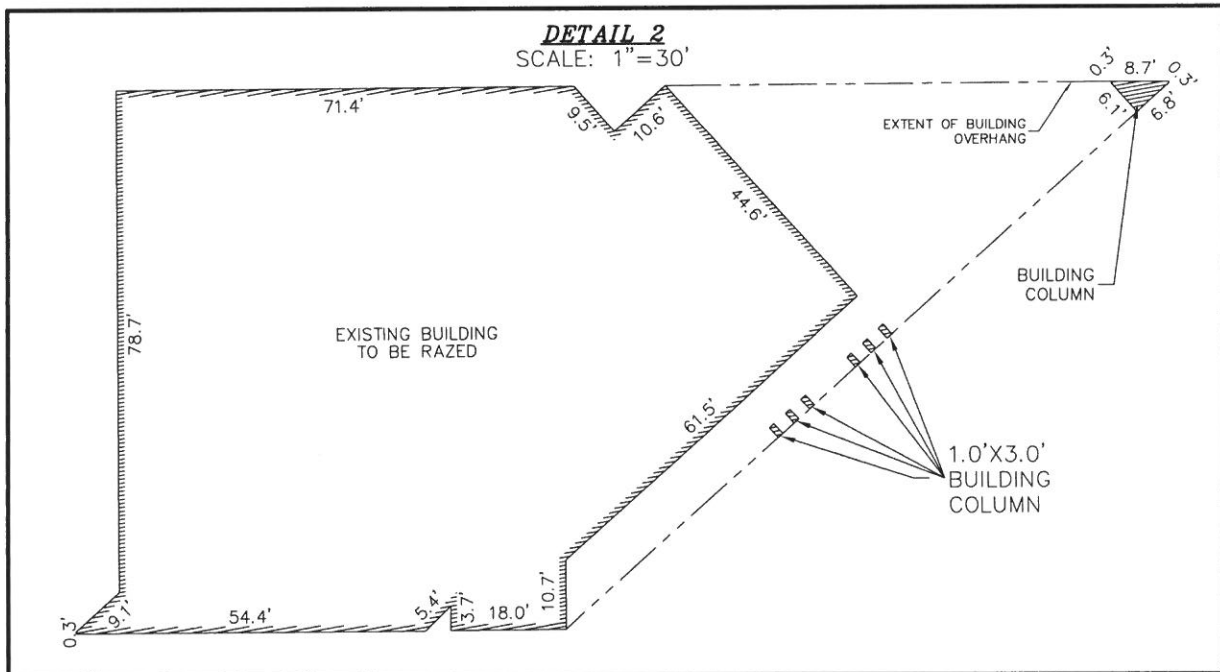 DETAIL 2
SCALE: 1"=30'
71.4'
9.5'
10.6'
0.3'
8.7'
0.3'
6.1'
6.8'
EXTENT OF BUILDING
OVERHANG
44.6'
BUILDING
COLUMN
78.7'
EXISTING BUILDING
TO BE RAZED
61.5'
1.0'X3.0'
BUILDING
COLUMN
10.7'
0.3'
9.1'
54.4'
5.4'
3.7'
18.0'